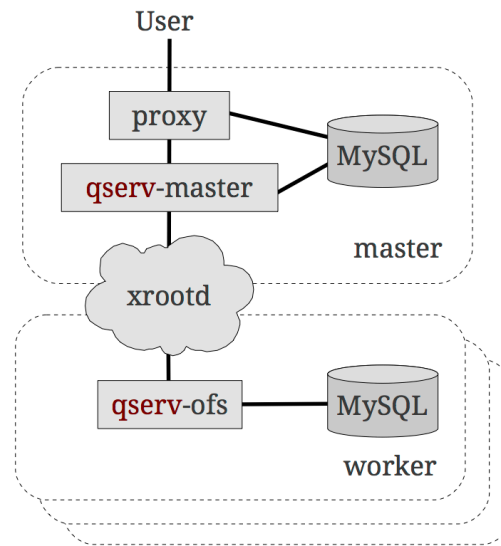 User
proxy
MySQL
qserv-master
master
xrootd
qserv-ofs
MySQL
worker